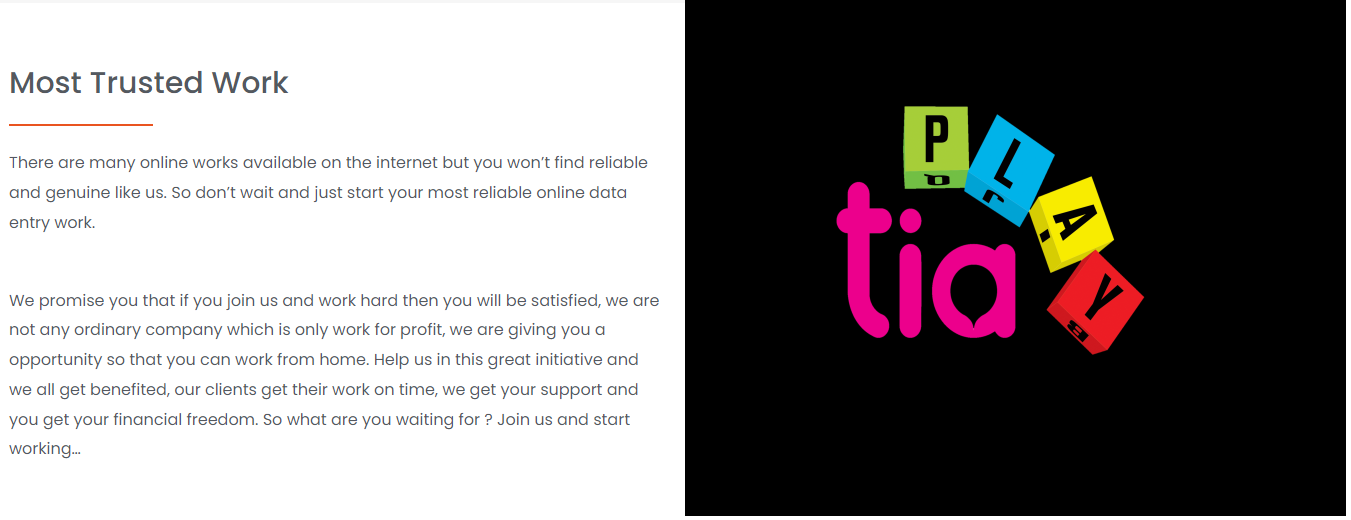 Most Trusted Work
There are many online works available on the internet but you won’t find reliable
and genuine like us. So don’t wait and just start your most reliable online data
entry work.
We promise you that if you join us and work hard then you will be satisfied, we are
not any ordinary company which is only work for profit, we are giving you a
opportunity so that you can work from home. Help us in this great initiative and
we all get benefited, our clients get their work on time, we get your support and
you get your financial freedom. So what are you waiting for ? Join us and start
working...
PLAY
tia